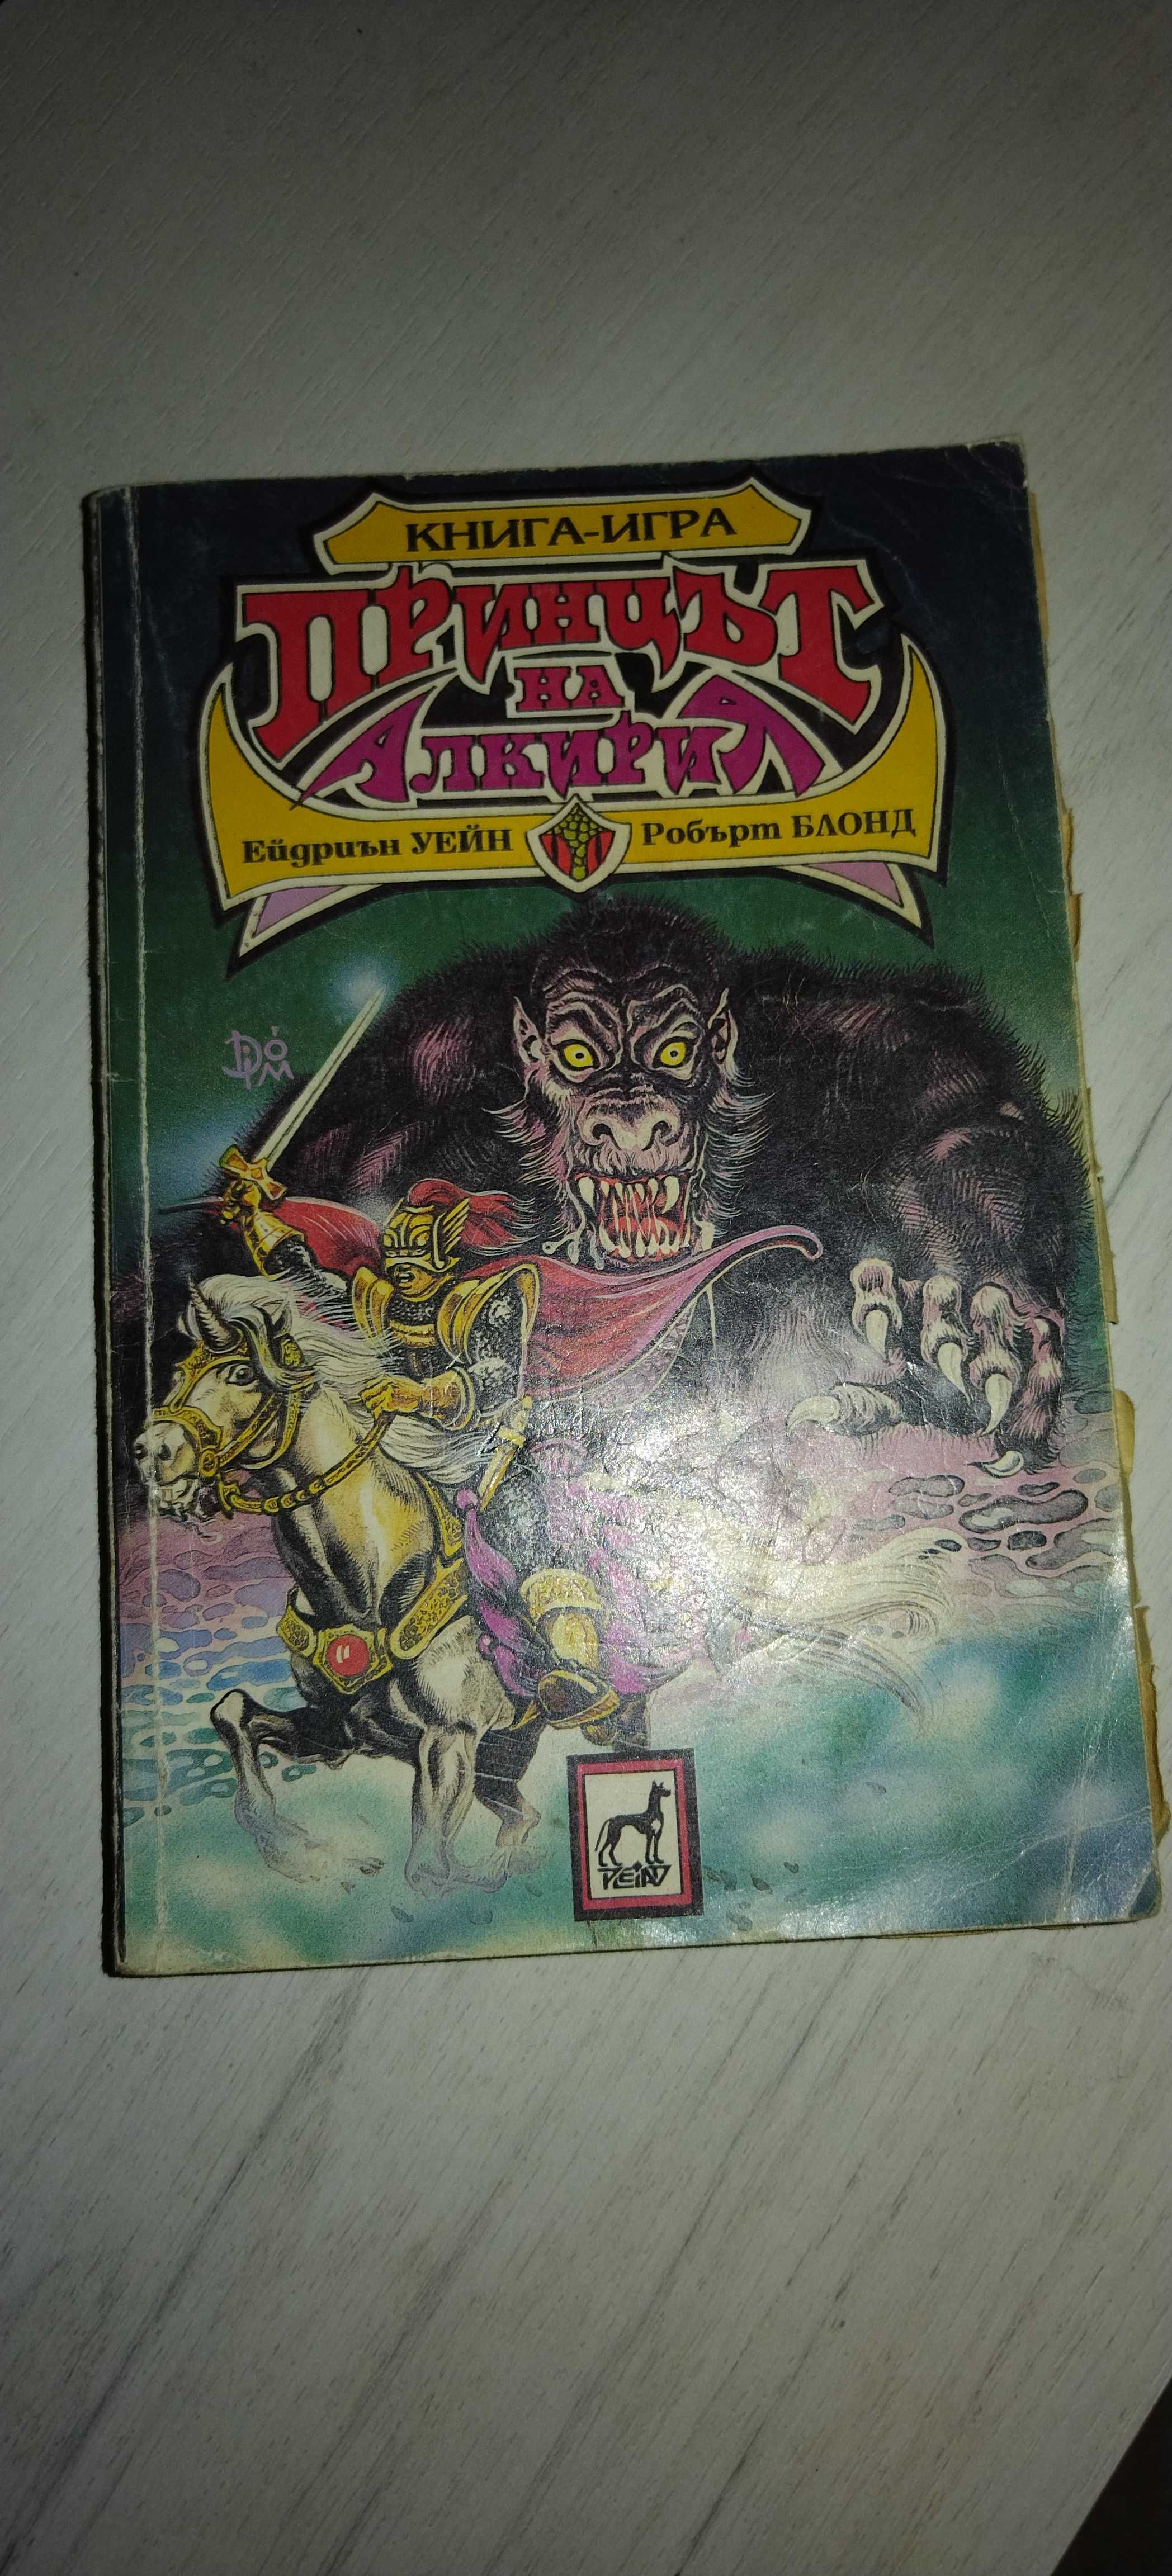 КНИГА-ИГРА
ПРИНЦЪТ
НА
АЛКИРИЯ
Ейдриън УЕЙН Робърт БЛОНД